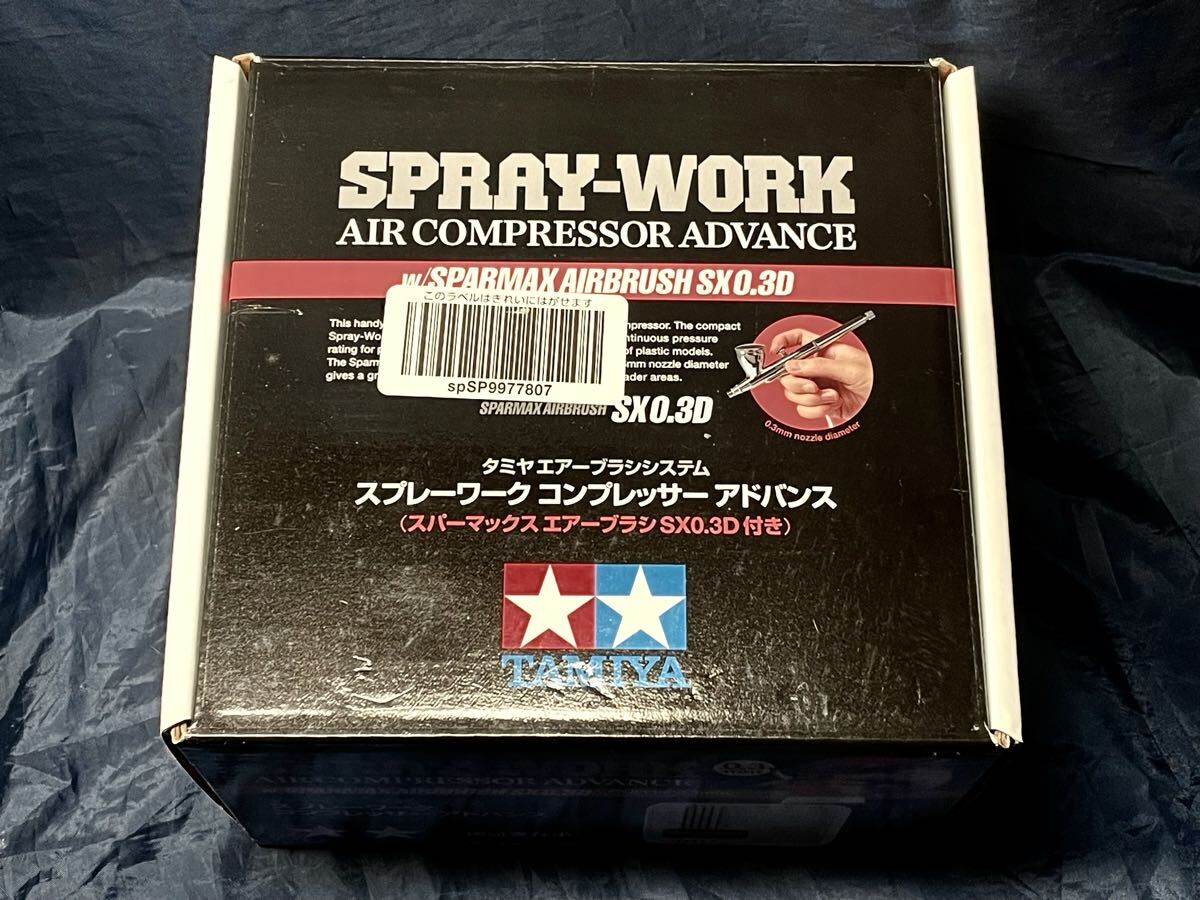 SPRAY-WORK
AIR COMPRESSOR ADVANCE
w/SPARMAX AIRBRUSH SX0.3D
このラベルはきれいにはがせます
spSP9977807
This handy
pressor. The compact
Spray-Wo
continuous pressure
rating for
of plastic models.
The Sparm
mm nozzle diameter
gives a
ader areas.
SPARMAX AIRBRUSH SX0.3D
0.3mm nozzle diameter
タミヤ エアーブラシシステム
スプレーワーク コンプレッサー アドバンス
(スパーマックス エアーブラシ SX0.3D 付き)
TAMIYA
AIR COMPRESSOR ADVANCE